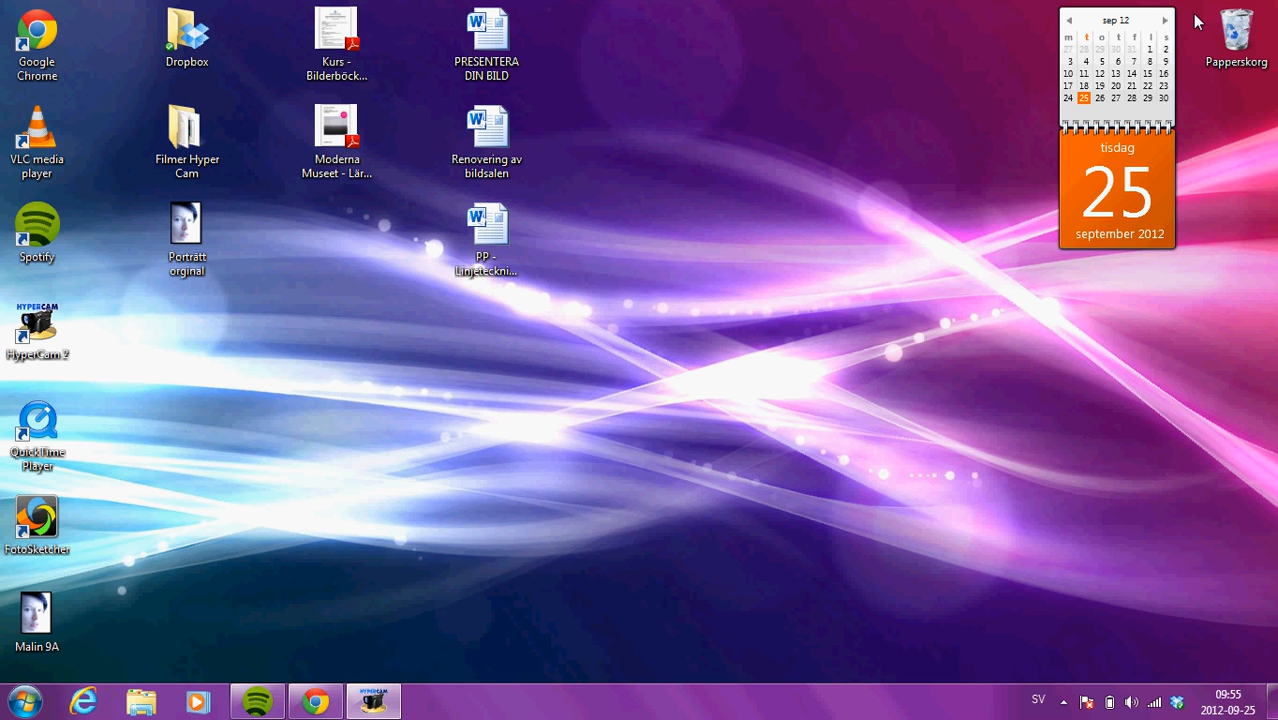 Google
Chrome
Dropbox
Kurs -
Bilderböck...
PRESENTERA
DIN BILD
Papperskorg
VLC media
player
Filmer Hyper
Cam
Moderna
Museet - Lär...
Renovering av
bildsalen
Spotify
Porträtt
orginal
PP -
Linjeteckni...
HYPERCAM
HyperCam 2
QuickTime
Player
FotoSketcher
Malin 9A
sep 12
m t o t f l s
27 28 29 30 31 1 2
3 4 5 6 7 8 9
10 11 12 13 14 15 16
17 18 19 20 21 22 23
24 25 26 27 28 29 30
tisdag
25
september 2012
HYPERCAM
SV
09:55
2012-09-25